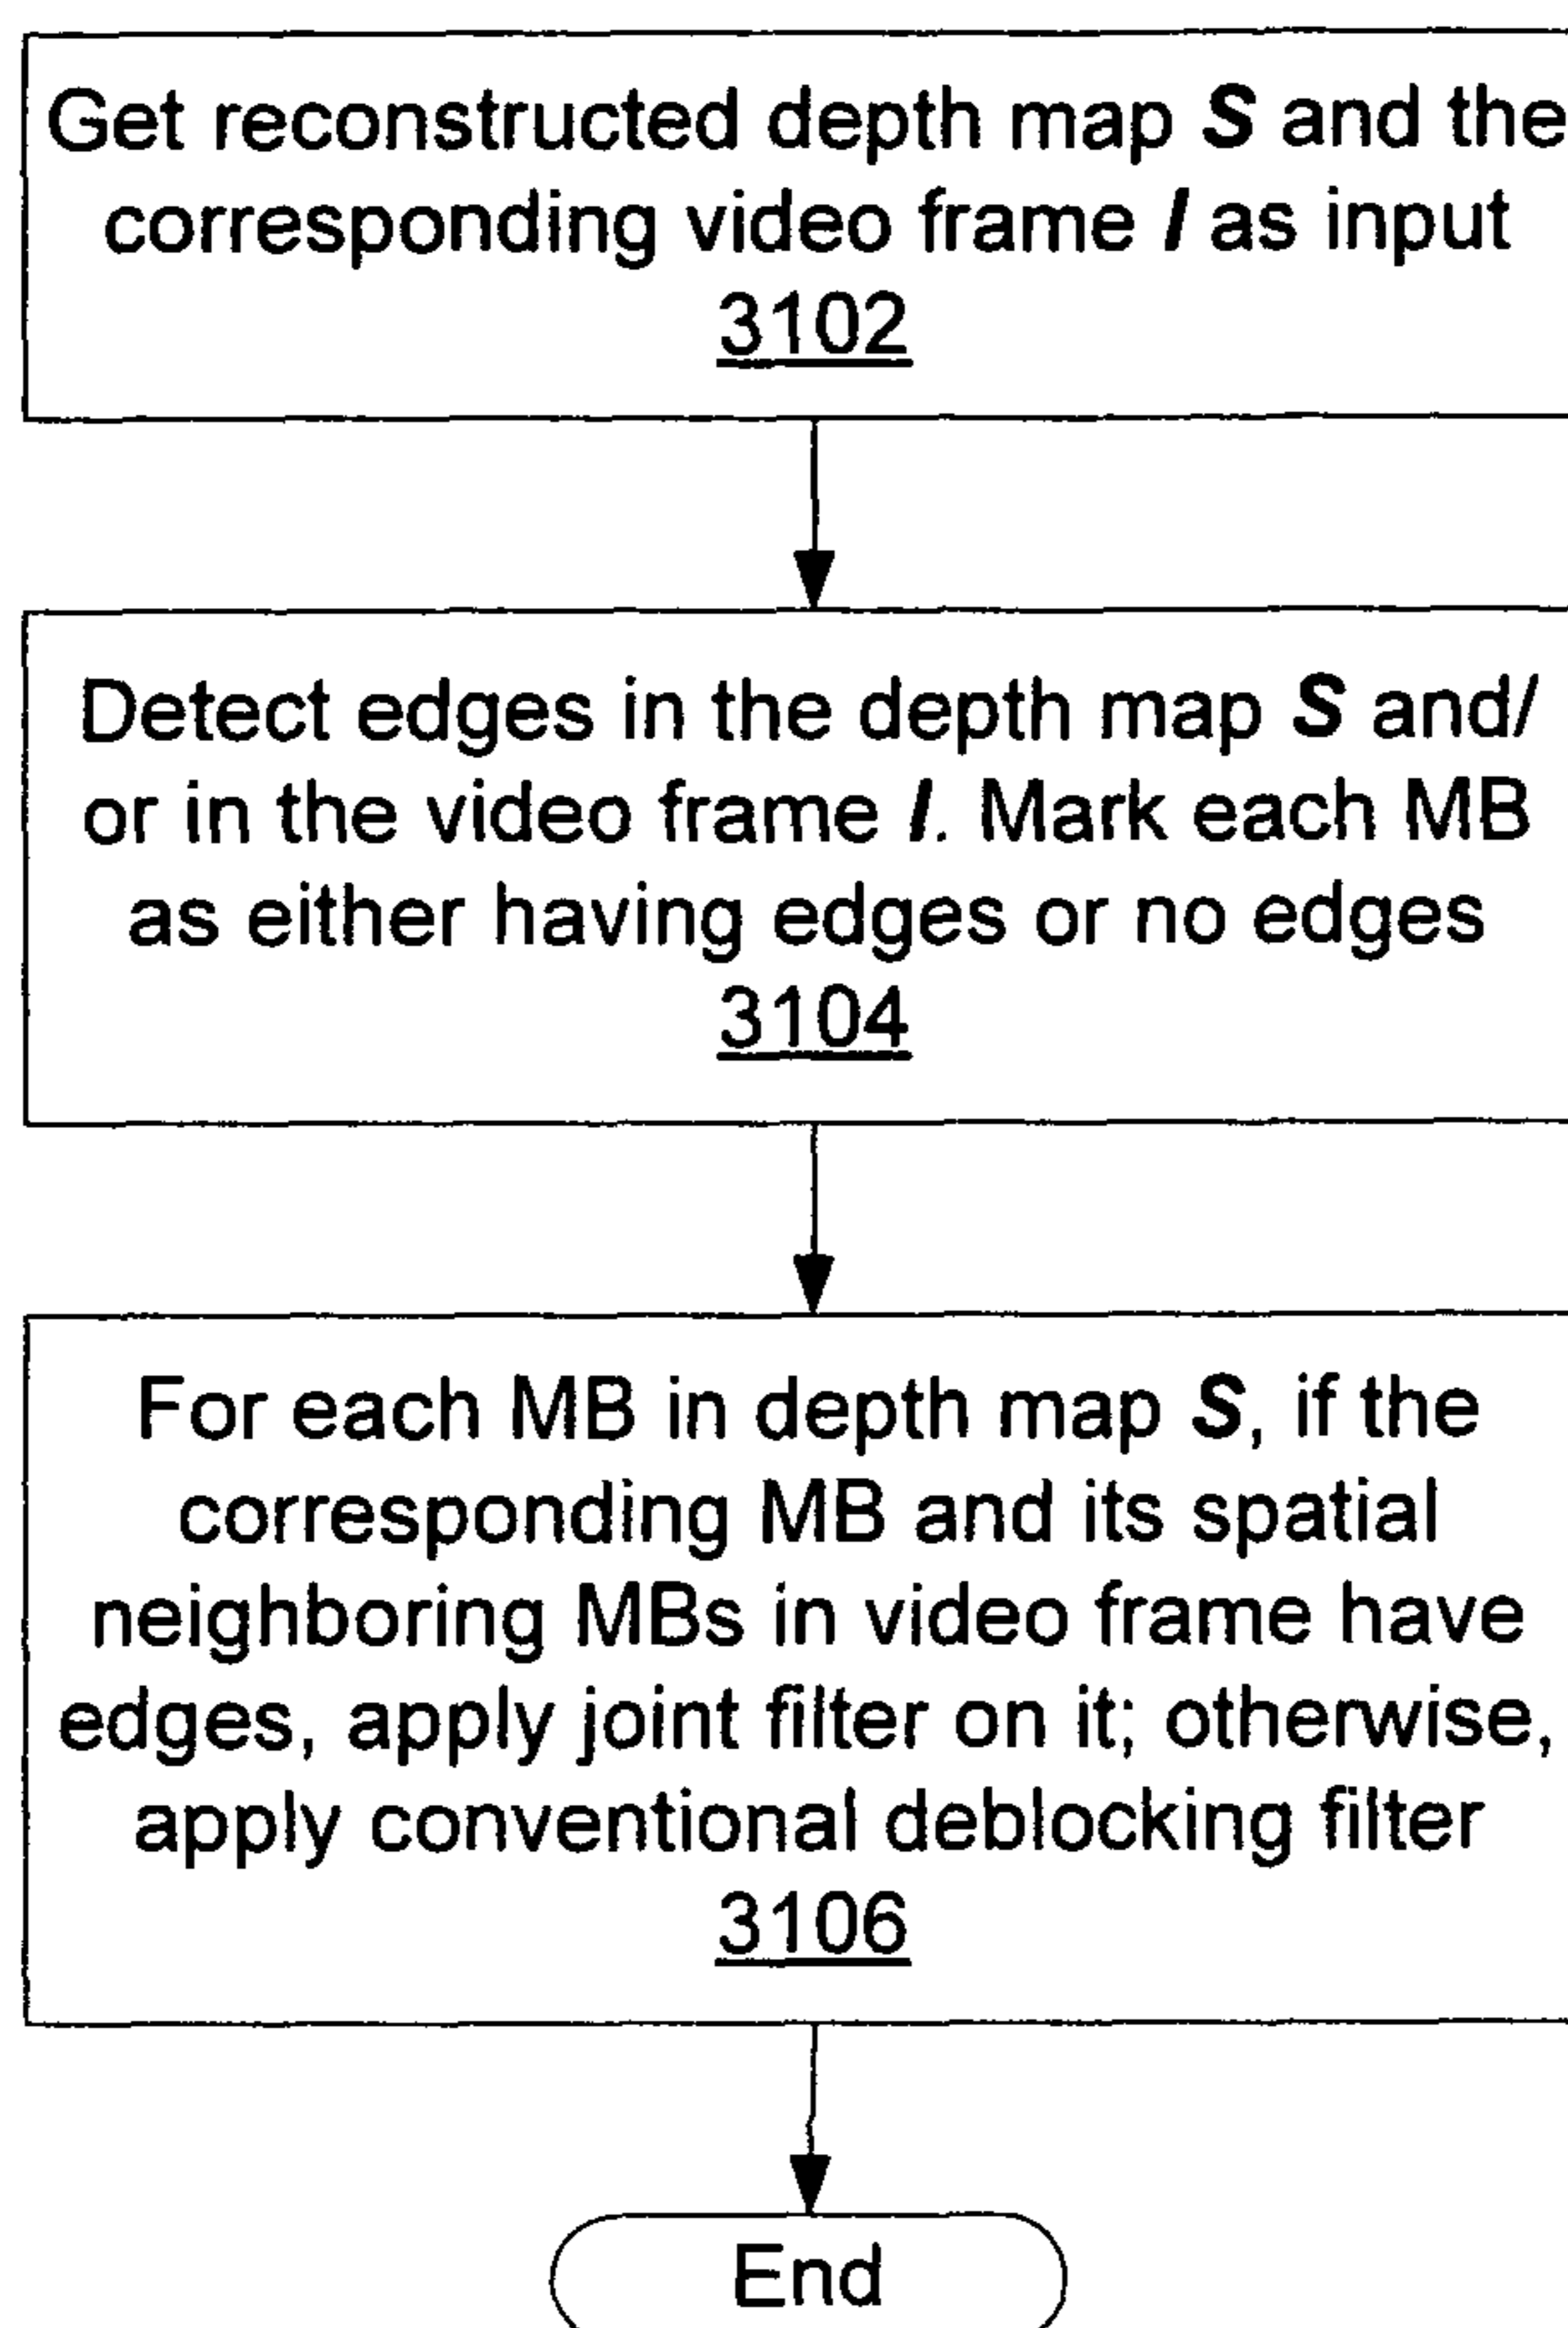 Get reconstructed depth map S and the
corresponding video frame I as input
3102
Detect edges in the depth map S and/
or in the video frame I. Mark each MB
as either having edges or no edges
3104
For each MB in depth map S, if the
corresponding MB and its spatial
neighboring MBs in video frame have
edges, apply joint filter on it; otherwise,
apply conventional deblocking filter
3106
End